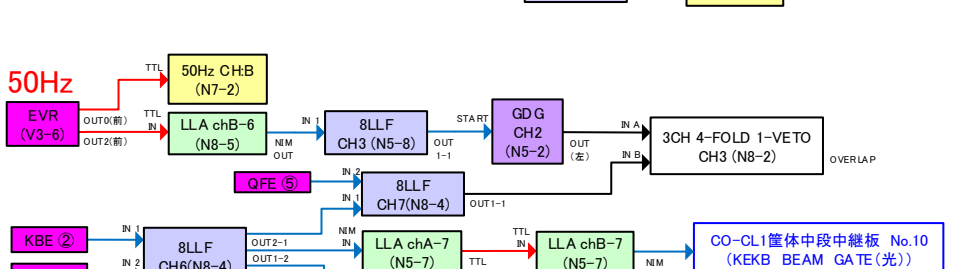 50Hz
EVR
(V3-6)
OUT0(前)
OUT2(前)
TTL
50Hz CH:B
(N7-2)
TTL
IN
LLA chB-6
(N8-5)
NIM
OUT
IN 1
8LLF
CH3 (N5-8)
OUT
1-1
START
GDG
CH2
(N5-2)
OUT
(左)
IN A
IN B
3CH 4-FOLD 1-VETO
CH3 (N8-2)
OVERLAP
QFE ⑤
IN 2
IN 1
8LLF
CH7(N8-4)
OUT1-1
KBE ②
IN 1
IN 2
8LLF
CH6(N8-4)
OUT2-1
OUT1-2
NIM
IN
LLA chA-7
(N5-7)
TTL
TTL
IN
LLA chB-7
(N5-7)
NIM
CO-CL1筐体中段中継板 No.10
(KEKB BEAM GATE(光))